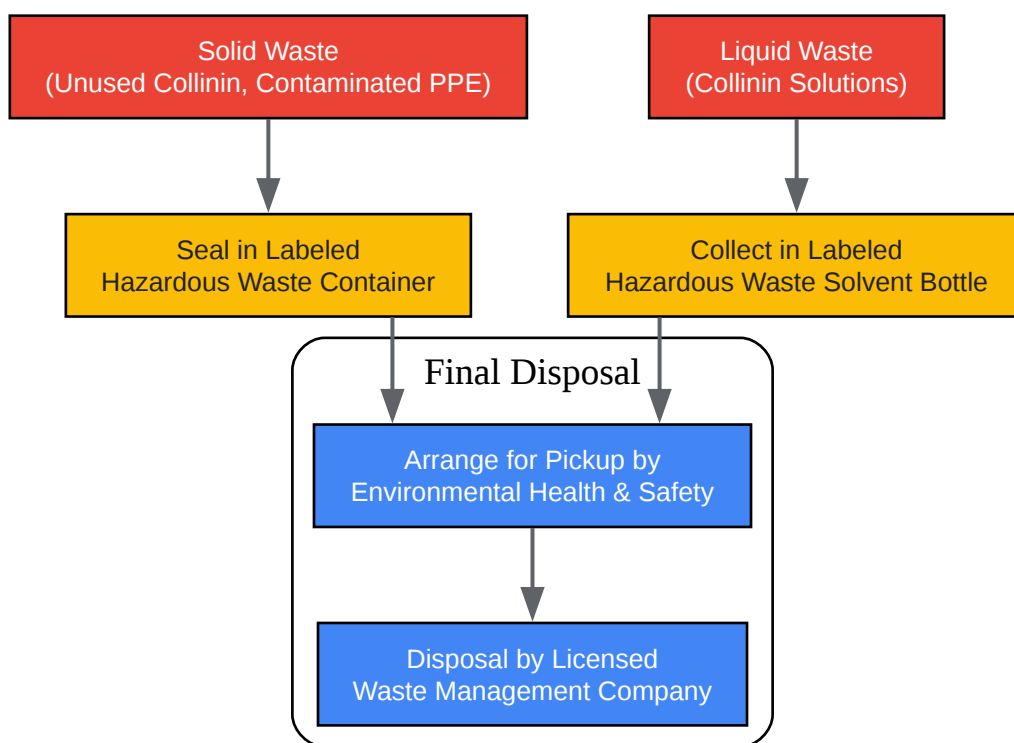 Solid Waste
(Unused Collinin, Contaminated PPE)
Liquid Waste
(Collinin Solutions)
Seal in Labeled
Hazardous Waste Container
Collect in Labeled
Hazardous Waste Solvent Bottle
Final Disposal
Arrange for Pickup by
Environmental Health & Safety
Disposal by Licensed
Waste Management Company